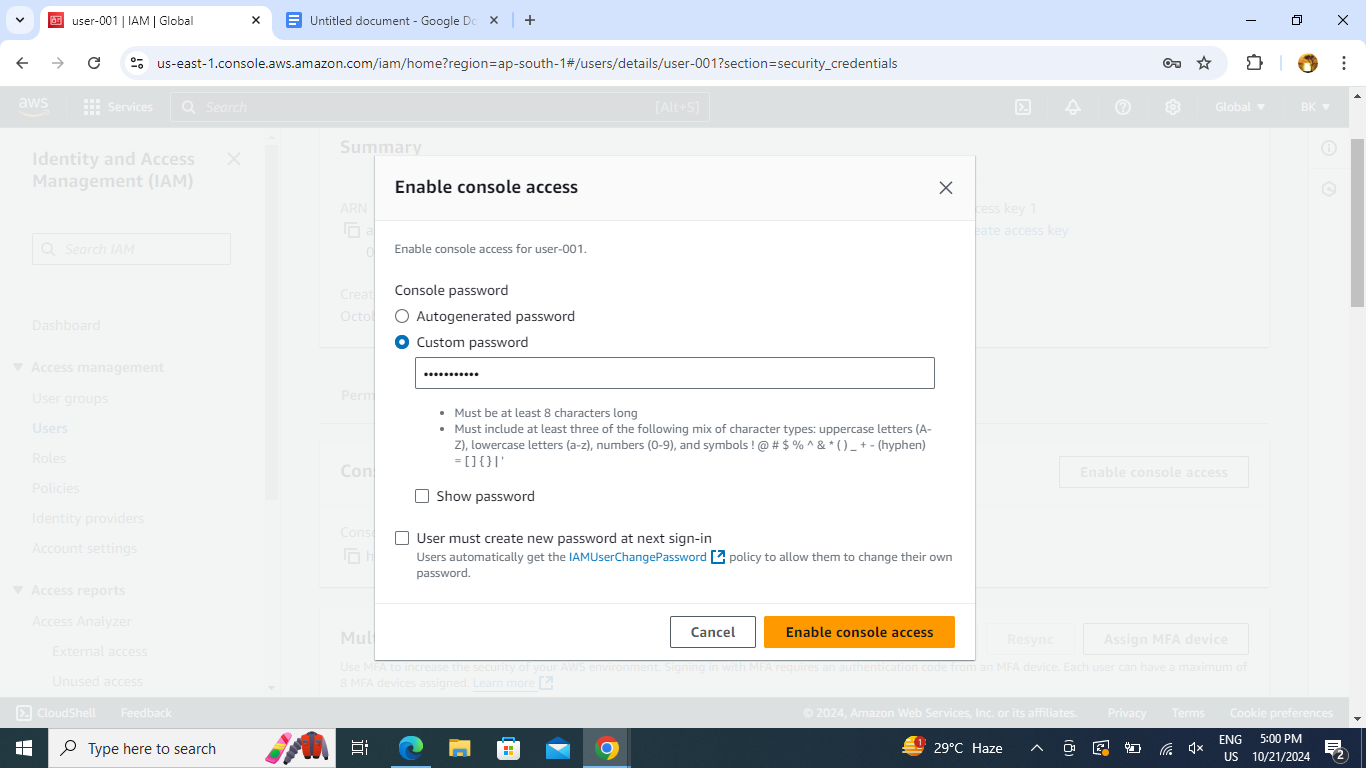 user-001 | IAM | Global
Untitled document - Google Do
us-east-1.console.aws.amazon.com/iam/home?region=ap-south-1#/users/details/user-001?section=security_credentials
aws
Services
Search
[Alt+S]
Global
BK
Identity and Access
Management (IAM)
Search IAM
Dashboard
Access management
User groups
Users
Roles
Policies
Identity providers
Account settings
Access reports
Access Analyzer
External access
Unused access
Summary
ARN
Enable console access
Enable console access for user-001.
Console password
Autogenerated password
Custom password
•••••••••••
• Must be at least 8 characters long
• Must include at least three of the following mix of character types: uppercase letters (A-
Z), lowercase letters (a-z), numbers (0-9), and symbols ! @ # $ % ^ & * ( ) _ + - (hyphen)
= [ ] { } | '
Show password
User must create new password at next sign-in
Users automatically get the IAMUserChangePassword policy to allow them to change their own
password.
Cancel
Enable console access
Enable console access
Resync
Assign MFA device
Use MFA to increase the security of your AWS environment. Signing in with MFA requires an authentication code from an MFA device. Each user can have a maximum of
8 MFA devices assigned. Learn more
CloudShell
Feedback
© 2024, Amazon Web Services, Inc. or its affiliates.
Privacy
Terms
Cookie preferences
Type here to search
1
29°C Haze
ENG
US
5:00 PM
10/21/2024
2